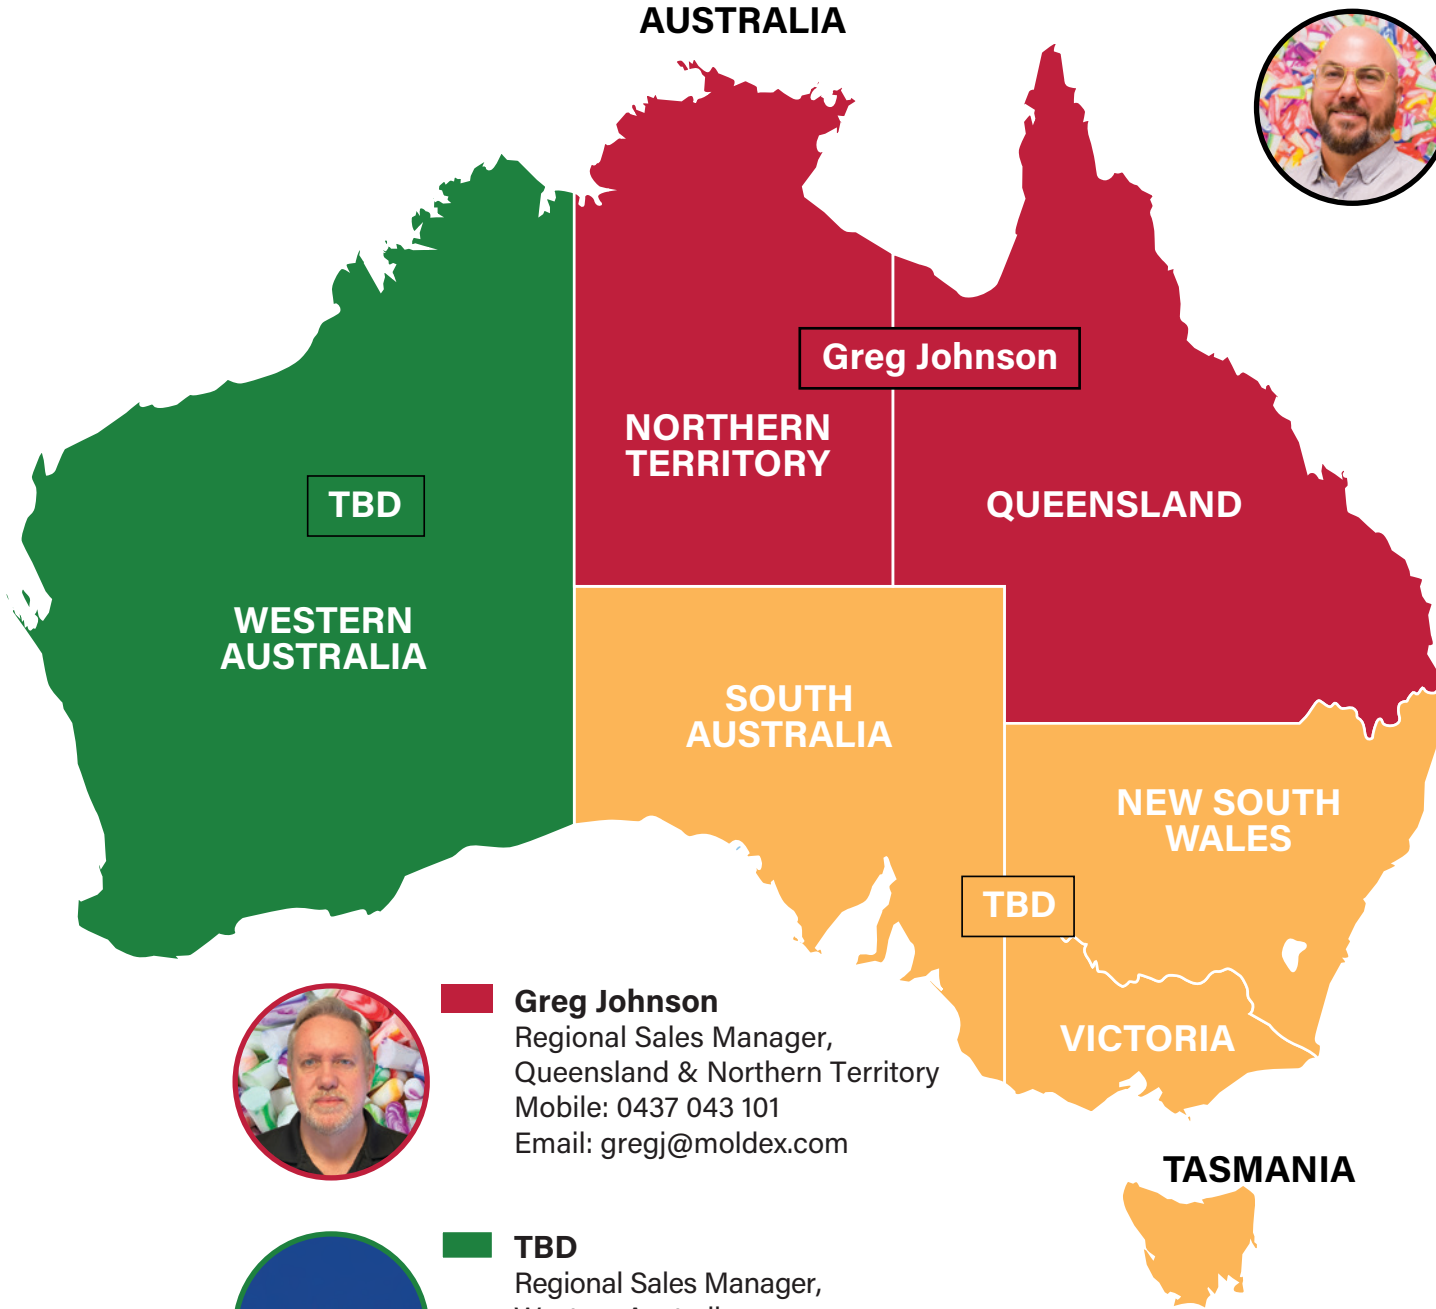 AUSTRALIA
Greg Johnson
NORTHERN
TERRITORY
QUEENSLAND
TBD
WESTERN
AUSTRALIA
SOUTH
AUSTRALIA
NEW SOUTH
WALES
TBD
VICTORIA
Greg Johnson
Regional Sales Manager,
Queensland & Northern Territory
Mobile: 0437 043 101
Email: gregj@moldex.com
TASMANIA
TBD
Regional Sales Manager,